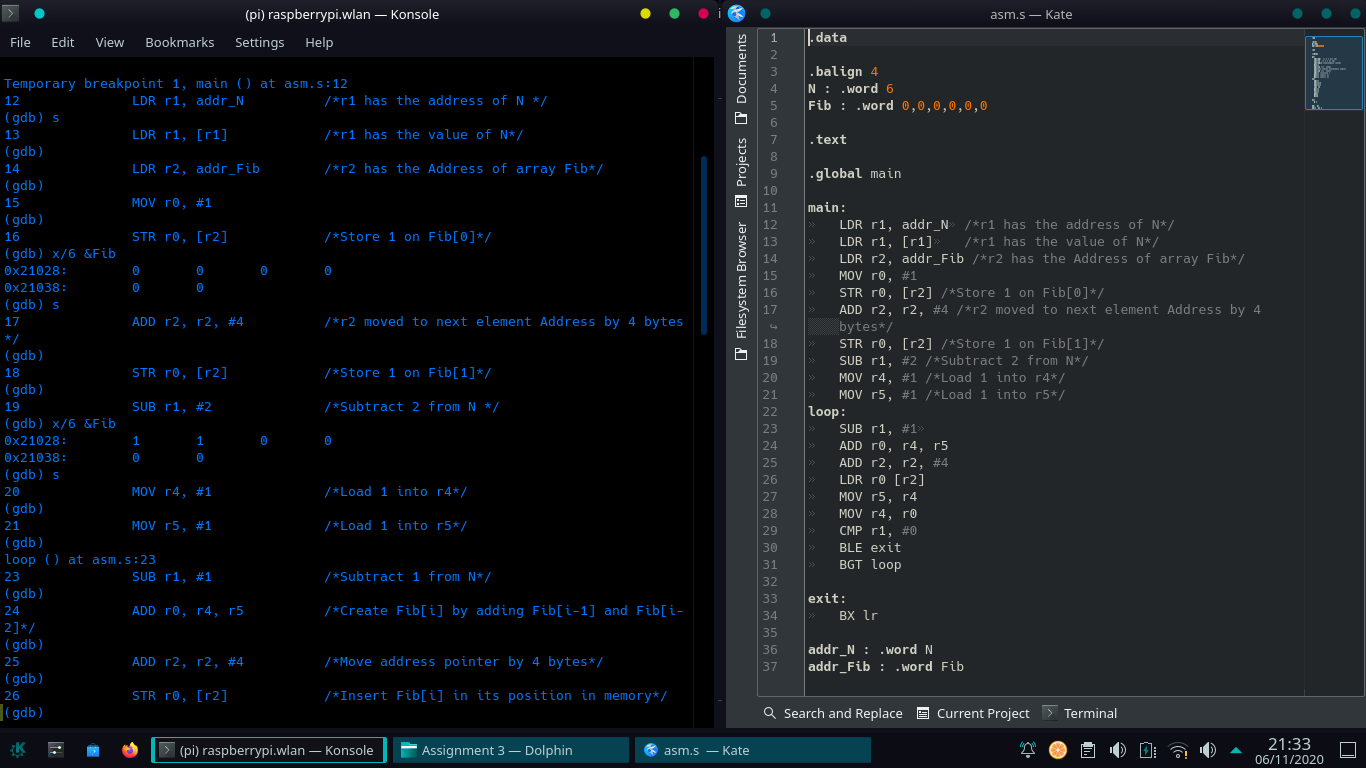 (pi) raspberrypi.wlan — Konsole
File Edit View Bookmarks Settings Help
Temporary breakpoint 1, main () at asm.s:12
12 LDR r1, addr_N /*r1 has the address of N */
(gdb) s
13 LDR r1, [r1] /*r1 has the value of N*/
(gdb)
14 LDR r2, addr_Fib /*r2 has the Address of array Fib*/
(gdb)
15 MOV r0, #1
(gdb)
16 STR r0, [r2] /*Store 1 on Fib[0]*/
(gdb) x/6 &Fib
0x21028: 0 0 0 0
0x21038: 0 0
(gdb) s
17 ADD r2, r2, #4 /*r2 moved to next element Address by 4 bytes
*/
(gdb)
18 STR r0, [r2] /*Store 1 on Fib[1]*/
(gdb)
19 SUB r1, #2 /*Subtract 2 from N */
(gdb) x/6 &Fib
0x21028: 1 1 0 0
0x21038: 0 0
(gdb) s
20 MOV r4, #1 /*Load 1 into r4*/
(gdb)
21 MOV r5, #1 /*Load 1 into r5*/
(gdb)
loop () at asm.s:23
23 SUB r1, #1 /*Subtract 1 from N*/
(gdb)
24 ADD r0, r4, r5 /*Create Fib[i] by adding Fib[i-1] and Fib[i-
2]*/
(gdb)
25 ADD r2, r2, #4 /*Move address pointer by 4 bytes*/
(gdb)
26 STR r0, [r2] /*Insert Fib[i] in its position in memory*/
(gdb)
asm.s — Kate
Documents
Projects
Filesystem Browser
1 .data
2
3 .balign 4
4 N : .word 6
5 Fib : .word 0,0,0,0,0,0
6
7 .text
8
9 .global main
10
11 main:
12 LDR r1, addr_N /*r1 has the address of N*/
13 LDR r1, [r1] /*r1 has the value of N*/
14 LDR r2, addr_Fib /*r2 has the Address of array Fib*/
15 MOV r0, #1
16 STR r0, [r2] /*Store 1 on Fib[0]*/
17 ADD r2, r2, #4 /*r2 moved to next element Address by 4
bytes*/
18 STR r0, [r2] /*Store 1 on Fib[1]*/
19 SUB r1, #2 /*Subtract 2 from N*/
20 MOV r4, #1 /*Load 1 into r4*/
21 MOV r5, #1 /*Load 1 into r5*/
22 loop:
23 SUB r1, #1
24 ADD r0, r4, r5
25 ADD r2, r2, #4
26 LDR r0 [r2]
27 MOV r5, r4
28 MOV r4, r0
29 CMP r1, #0
30 BLE exit
31 BGT loop
32
33 exit:
34 BX lr
35
36 addr_N : .word N
37 addr_Fib : .word Fib
Search and Replace Current Project Terminal
(pi) raspberrypi.wlan — Konsole
Assignment 3 — Dolphin
asm.s — Kate
21:33
06/11/2020